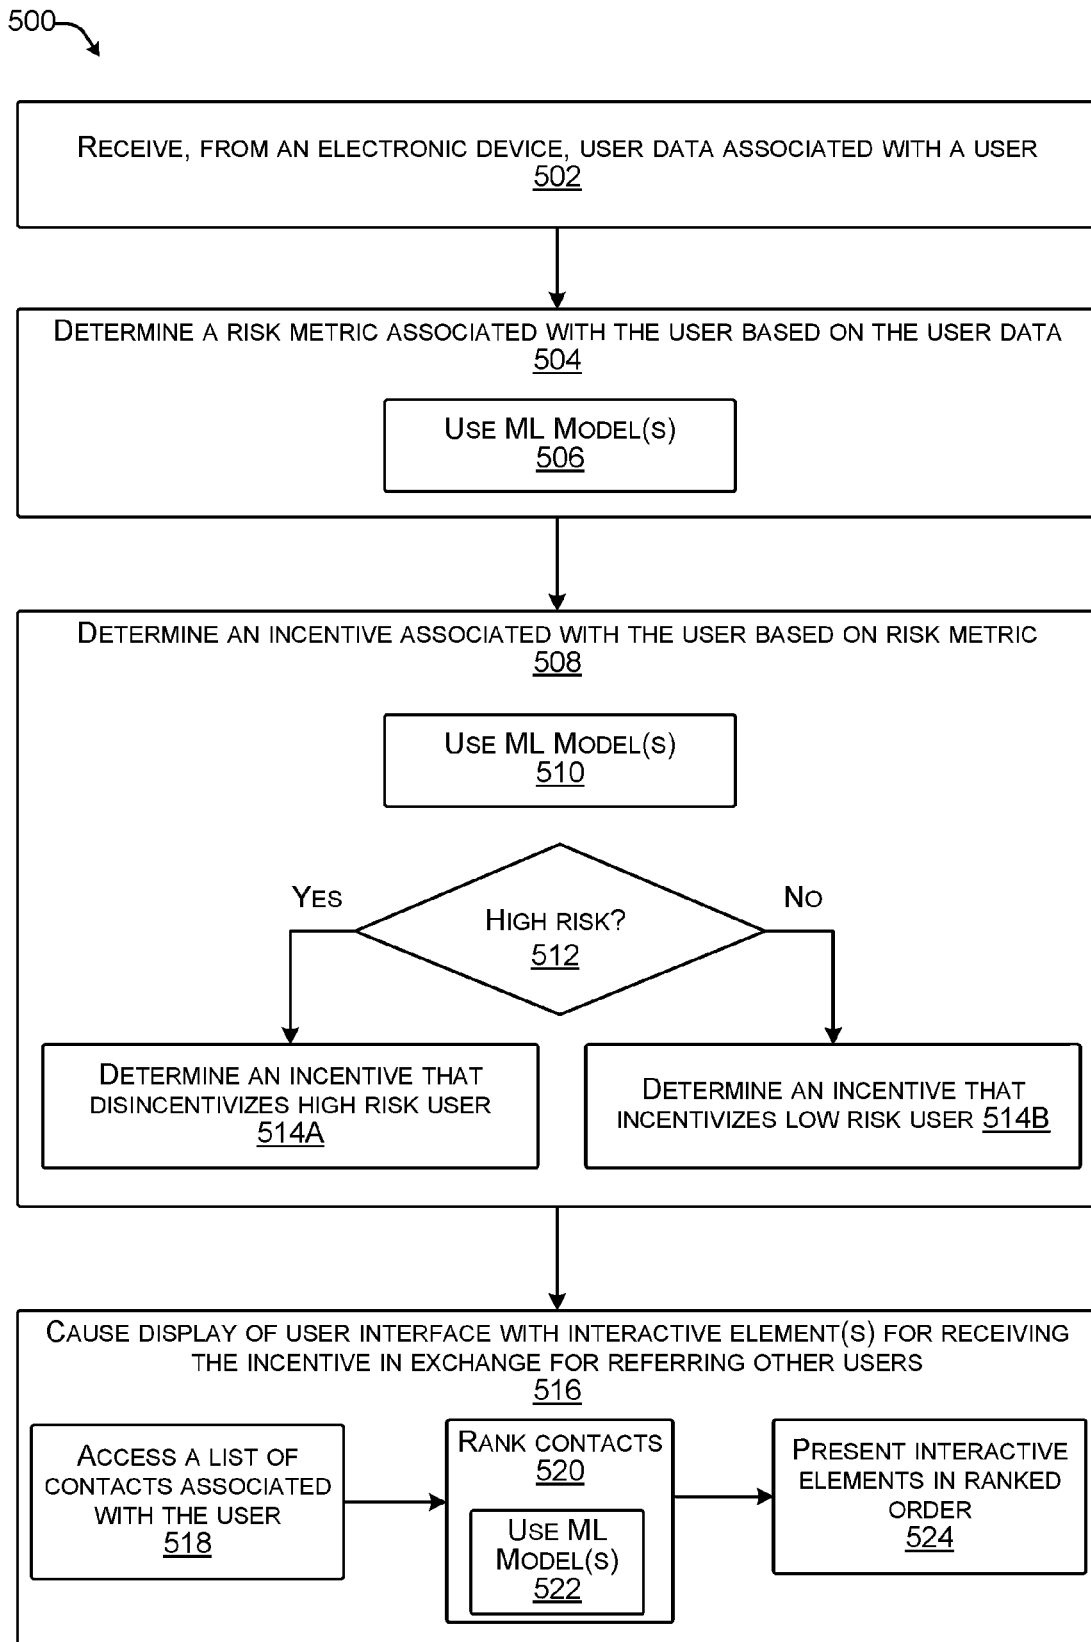 500
RECEIVE, FROM AN ELECTRONIC DEVICE, USER DATA ASSOCIATED WITH A USER
502
DETERMINE A RISK METRIC ASSOCIATED WITH THE USER BASED ON THE USER DATA
504
USE ML MODEL(S)
506
DETERMINE AN INCENTIVE ASSOCIATED WITH THE USER BASED ON RISK METRIC
508
USE ML MODEL(S)
510
YES
NO
HIGH RISK?
512
DETERMINE AN INCENTIVE THAT
DISINCENTIVIZES HIGH RISK USER
514A
DETERMINE AN INCENTIVE THAT
INCENTIVIZES LOW RISK USER 514B
CAUSE DISPLAY OF USER INTERFACE WITH INTERACTIVE ELEMENT(S) FOR RECEIVING
THE INCENTIVE IN EXCHANGE FOR REFERRING OTHER USERS
516
ACCESS A LIST OF
CONTACTS ASSOCIATED
WITH THE USER
518
RANK CONTACTS
520
USE ML
MODEL(S)
522
PRESENT INTERACTIVE
ELEMENTS IN RANKED
ORDER
524